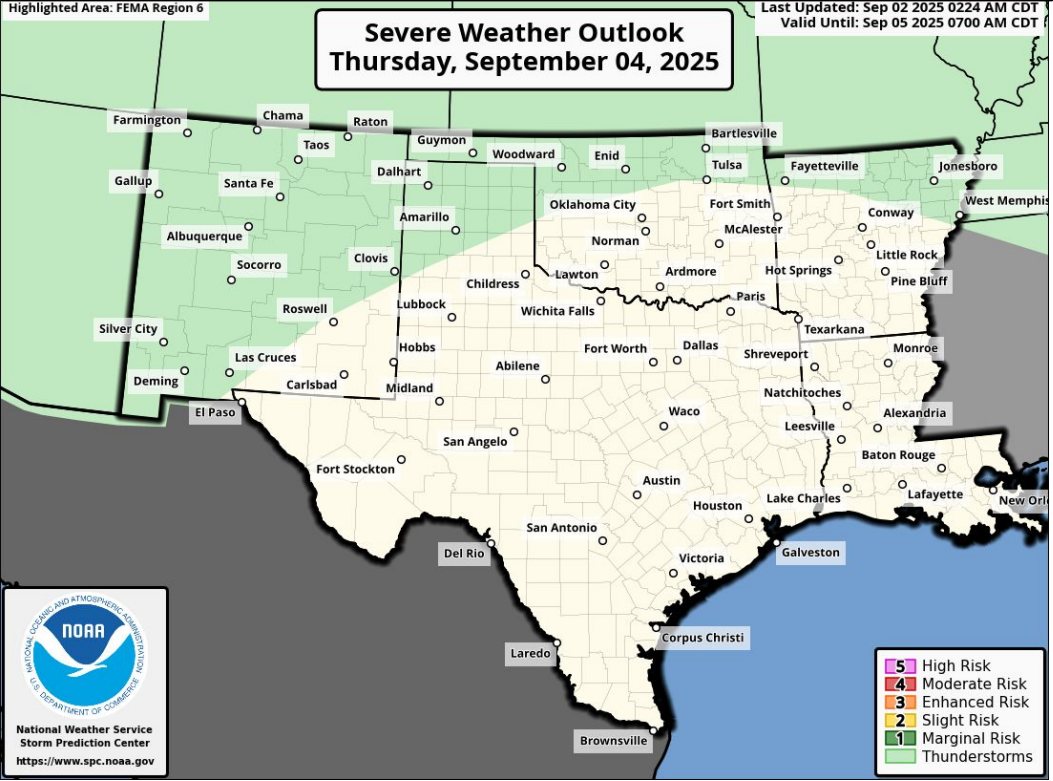 Highlighted Area: FEMA Region 6
Severe Weather Outlook
Thursday, September 04, 2025
Last Updated: Sep 02 2025 0224 AM CDT
Valid Until: Sep 05 2025 0700 AM CDT
Farmington
Chama
Raton
Taos
Guymon
Woodward
Enid
Bartlesville
Tulsa
Fayetteville
Jonesboro
Gallup
Santa Fe
Dalhart
West Memphis
Albuquerque
Amarillo
Oklahoma City
Fort Smith
Conway
Norman
McAlester
Socorro
Clovis
Childress
Lawton
Ardmore
Hot Springs
Little Rock
Pine Bluff
Roswell
Lubbock
Wichita Falls
Paris
Silver City
Texarkana
Las Cruces
Hobbs
Fort Worth
Dallas
Shreveport
Monroe
Deming
Carlsbad
Midland
Abilene
Natchitoches
El Paso
Waco
Alexandria
San Angelo
Leesville
Fort Stockton
Baton Rouge
Austin
Houston
Lake Charles
Lafayette
New Orl
Del Rio
San Antonio
Victoria
Galveston
Laredo
Corpus Christi
Brownsville
NATIONAL OCEANIC AND ATMOSPHERIC ADMINISTRATION
NOAA
U.S. DEPARTMENT OF COMMERCE
National Weather Service
Storm Prediction Center
https://www.spc.noaa.gov
5 High Risk
4 Moderate Risk
3 Enhanced Risk
2 Slight Risk
1 Marginal Risk
Thunderstorms